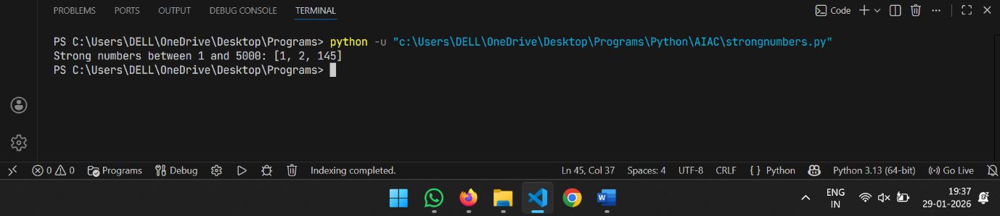 PROBLEMS PORTS OUTPUT DEBUG CONSOLE TERMINAL Code
PS C:\Users\DELL\OneDrive\Desktop\Programs> python -u "c:\Users\DELL\OneDrive\Desktop\Programs\Python\AIAC\strongnumbers.py"
Strong numbers between 1 and 5000: [1, 2, 145]
PS C:\Users\DELL\OneDrive\Desktop\Programs>
0 0 Programs Debug Indexing completed. Ln 45, Col 37 Spaces: 4 UTF-8 CRLF { } Python Python 3.13 (64-bit) Go Live
ENG 19:37
IN 29-01-2026